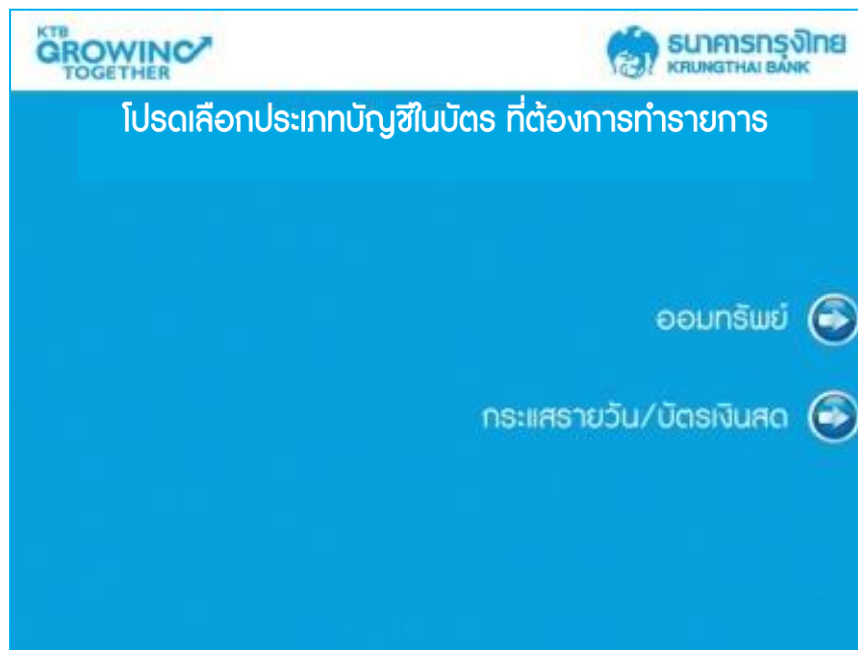 KTB
GROWING
TOGETHER
ธนาคารกรุงไทย
KRUNGTHAI BANK
โปรดเลือกประเภทบัญชีในบัตร ที่ต้องการทำรายการ
ออมทรัพย์
กระแสรายวัน/บัตรเงินสด